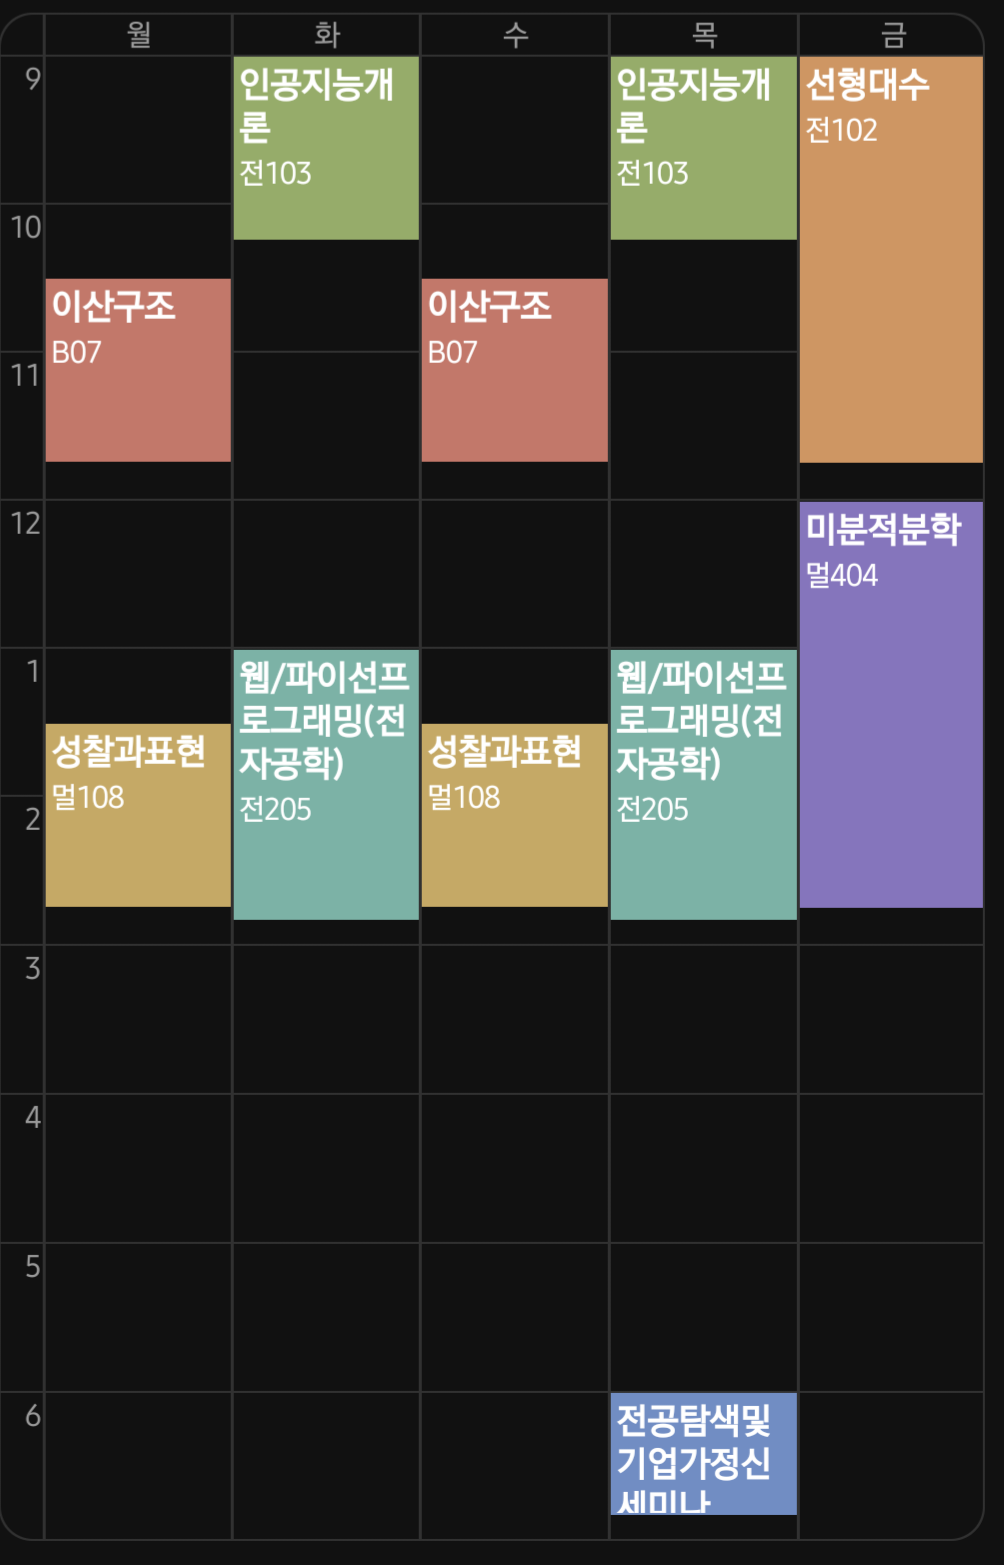 월 화 수 목 금
9
인공지능개
론
전103
인공지능개
론
전103
선형대수
전102
10
이산구조
B07
이산구조
B07
11
12
미분적분학
멀404
1
웹/파이선프
로그래밍(전
자공학)
전205
웹/파이선프
로그래밍(전
자공학)
전205
성찰과표현
멀108
성찰과표현
멀108
2
3
4
5
6
전공탐색및
기업가정신
세미나